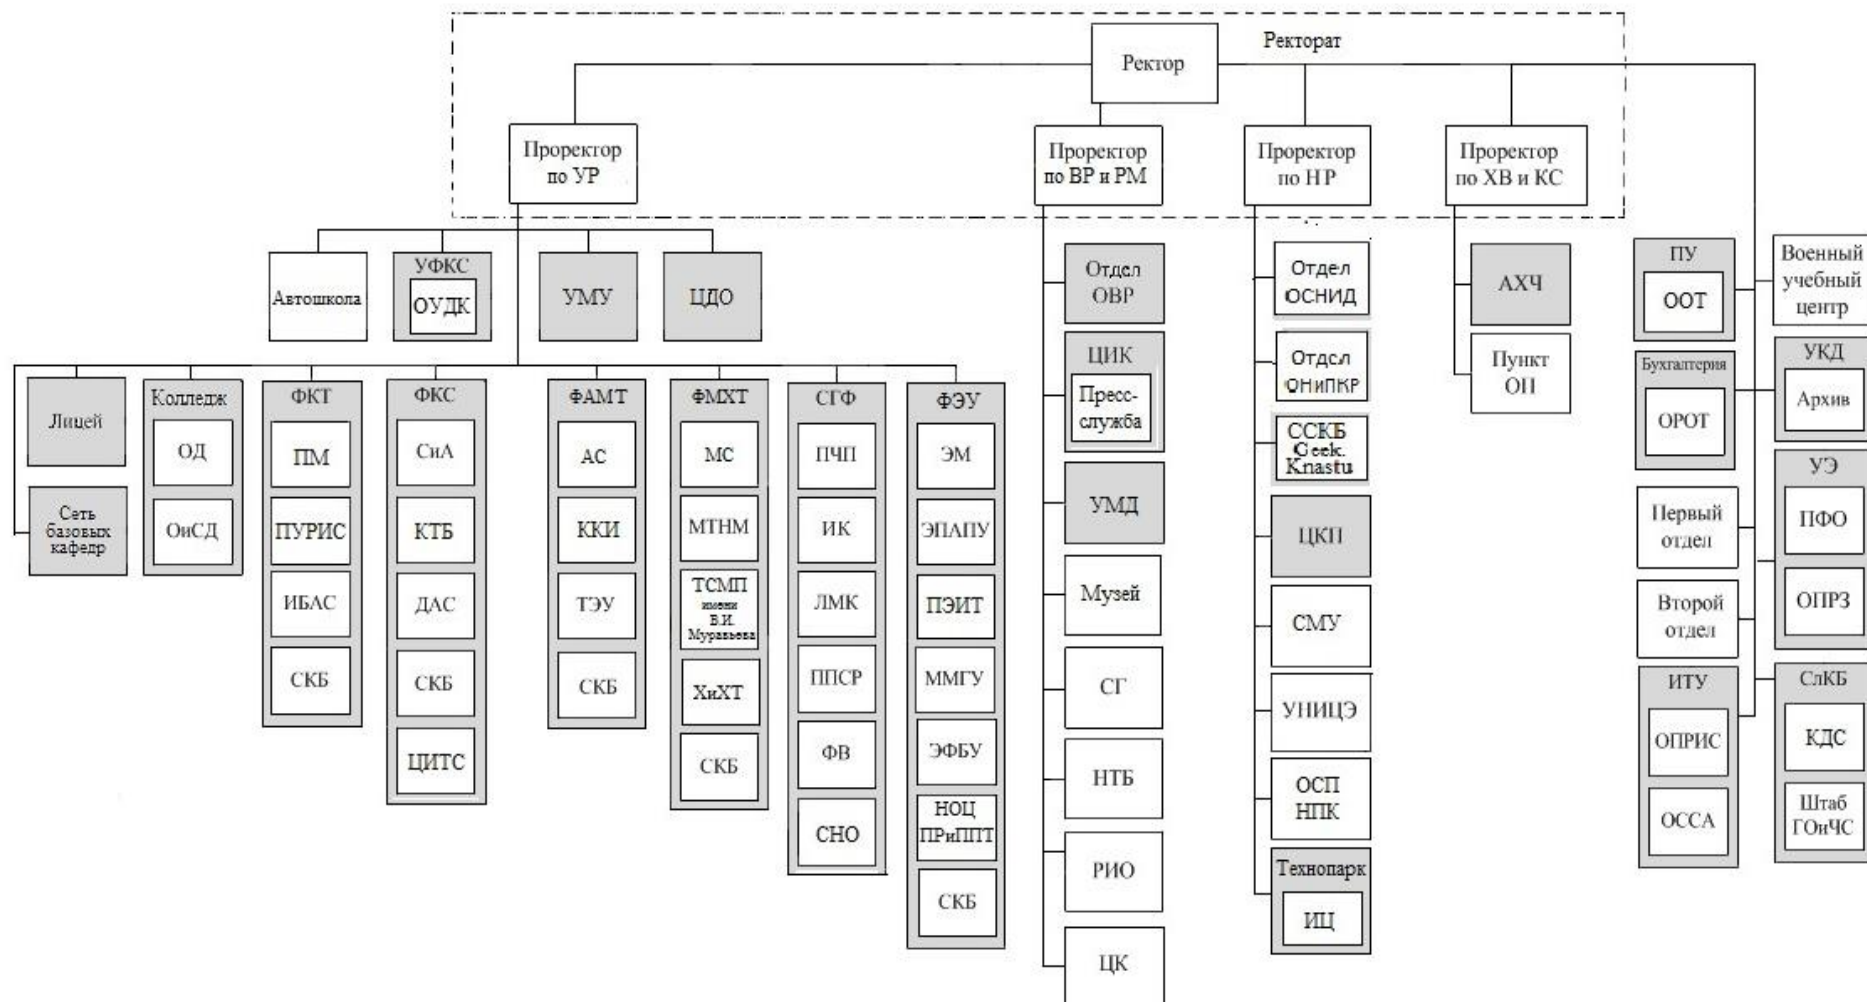 Ректорат
Ректор
Проректор
по УР
Проректор
по ВР и РМ
Проректор
по НР
Проректор
по ХВ и КС
Автошкола
УФКС
ОУДК
УМУ
ЦДО
Лицей
Сеть
базовых
кафедр
Колледж
ОД
ОиСД
ФКТ
ПМ
ПУРИС
ИБАС
СКБ
ФКС
СиА
КТБ
ДАС
СКБ
ЦИТС
ФАМТ
АС
ККИ
ТЭУ
СКБ
ФМХТ
МС
МТНМ
ТСМП
имени
В.И.
Муравьева
ХиХТ
СКБ
СГФ
ПЧП
ИК
ЛМК
ППСР
ФВ
СНО
ФЭУ
ЭМ
ЭПАПУ
ПЭИТ
ММГУ
ЭФБУ
НОЦ
ПРиППТ
СКБ
Отдел
ОВР
ЦИК
Пресс-
служба
УМД
Музей
СГ
НТБ
РИО
ЦК
Отдел
ОСНИД
Отдел
ОНиПКР
ССКБ
Geek.
Knastu
ЦКП
СМУ
УНИЦЭ
ОСП
НПК
Технопарк
ИЦ
АХЧ
Пункт
ОП
ПУ
ООТ
Бухгалтерия
ОРОТ
Первый
отдел
Второй
отдел
ИТУ
ОПРИС
ОССА
Военный
учебный
центр
УКД
Архив
УЭ
ПФО
ОПРЗ
СлКБ
КДС
Штаб
ГОиЧС